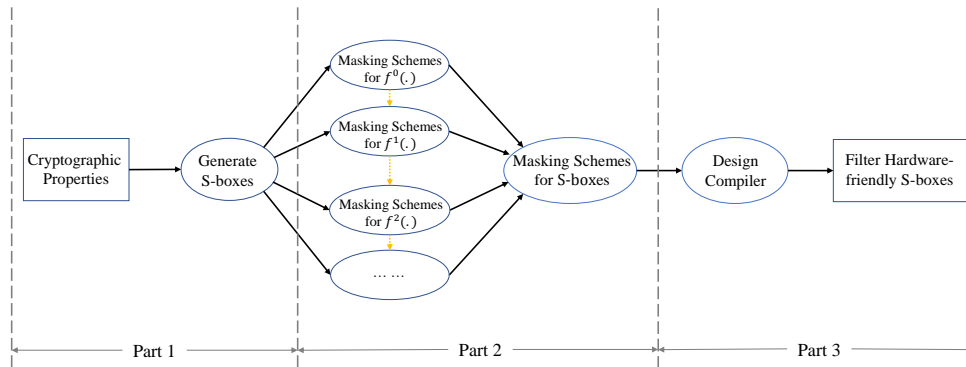 Cryptographic
Properties
Generate
S-boxes
Masking Schemes
for f⁰(.)
Masking Schemes
for f¹(.)
Masking Schemes
for f²(.)
… …
Masking Schemes
for S-boxes
Design
Compiler
Filter Hardware-
friendly S-boxes
Part 1
Part 2
Part 3